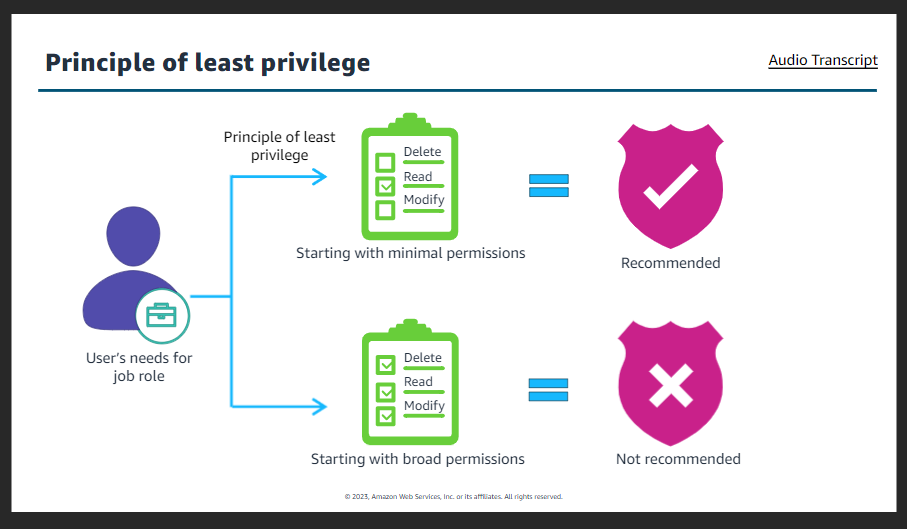 Principle of least privilege
Audio Transcript
Principle of least
privilege
Delete
Read
Modify
Starting with minimal permissions
Recommended
User's needs for
job role
Delete
Read
Modify
Starting with broad permissions
Not recommended
© 2023, Amazon Web Services, Inc. or its affiliates. All rights reserved.